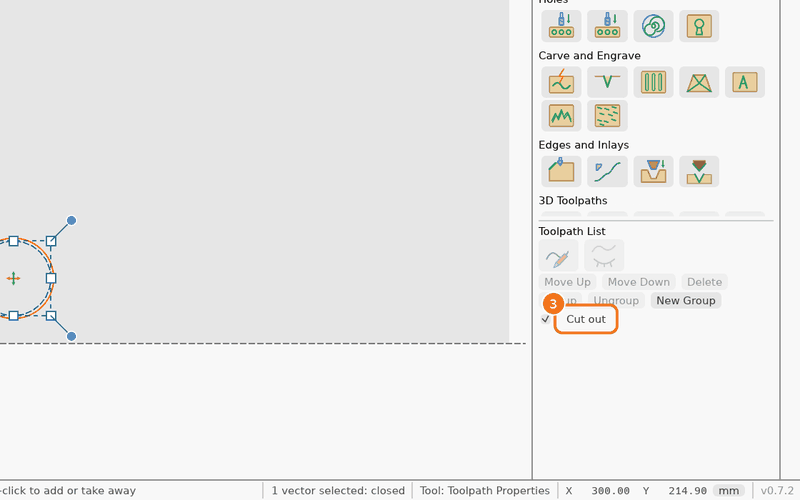 Carve and Engrave
A
Edges and Inlays
3D Toolpaths
Toolpath List
Move Up Move Down Delete
Ungroup New Group
3
Cut out
-click to add or take away 1 vector selected: closed Tool: Toolpath Properties X 300.00 Y 214.90 mm v0.7.2